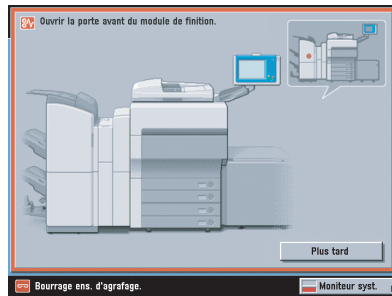 Ouvrir la porte avant du module de finition.
Plus tard
Bourrage ens. d'agrafage.
Moniteur syst.